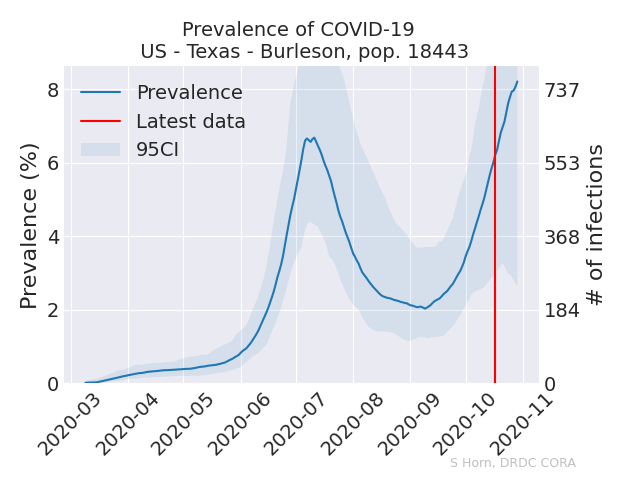 Prevalence of COVID-19
US - Texas - Burleson, pop. 18443
Prevalence
Latest data
95CI
Prevalence (%)
8
6
4
2
0
737
553
368
184
0
# of infections
2020-03
2020-04
2020-05
2020-06
2020-07
2020-08
2020-09
2020-10
2020-11
S Horn, DRDC CORA